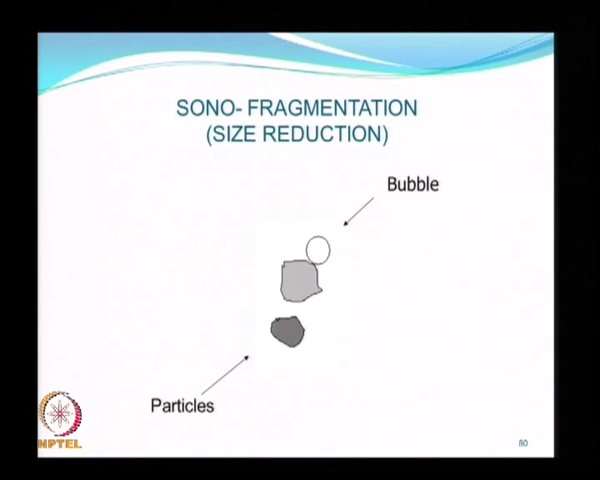 SONO- FRAGMENTATION
(SIZE REDUCTION)
Bubble
Particles
NPTEL
80